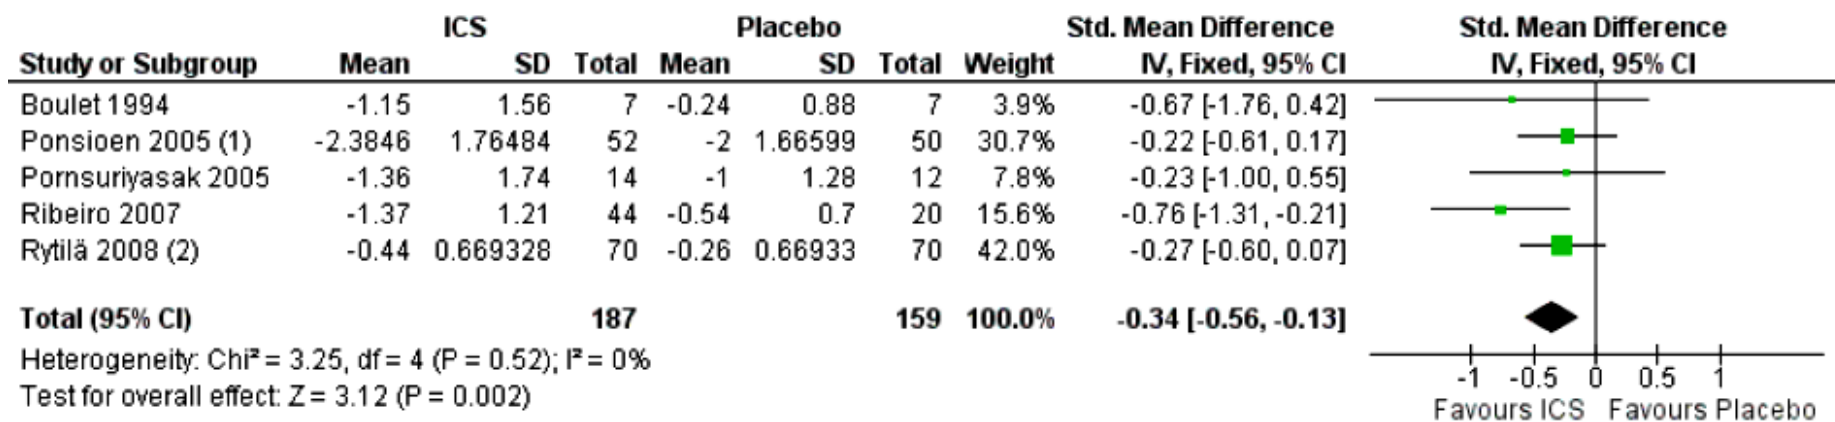 ICS Placebo Std. Mean Difference Std. Mean Difference
Study or Subgroup Mean SD Total Mean SD Total Weight IV, Fixed, 95% CI IV, Fixed, 95% CI
Boulet 1994 -1.15 1.56 7 -0.24 0.88 7 3.9% -0.67 [-1.76, 0.42]
Ponsioen 2005 (1) -2.3846 1.76484 52 -2 1.66599 50 30.7% -0.22 [-0.61, 0.17]
Pornsuriyasak 2005 -1.36 1.74 14 -1 1.28 12 7.8% -0.23 [-1.00, 0.55]
Ribeiro 2007 -1.37 1.21 44 -0.54 0.7 20 15.6% -0.76 [-1.31, -0.21]
Rytilä 2008 (2) -0.44 0.669328 70 -0.26 0.66933 70 42.0% -0.27 [-0.60, 0.07]
Total (95% CI) 187 159 100.0% -0.34 [-0.56, -0.13]
Heterogeneity: Chi² = 3.25, df = 4 (P = 0.52); I² = 0%
Test for overall effect: Z = 3.12 (P = 0.002)
-1 -0.5 0 0.5 1
Favours ICS Favours Placebo